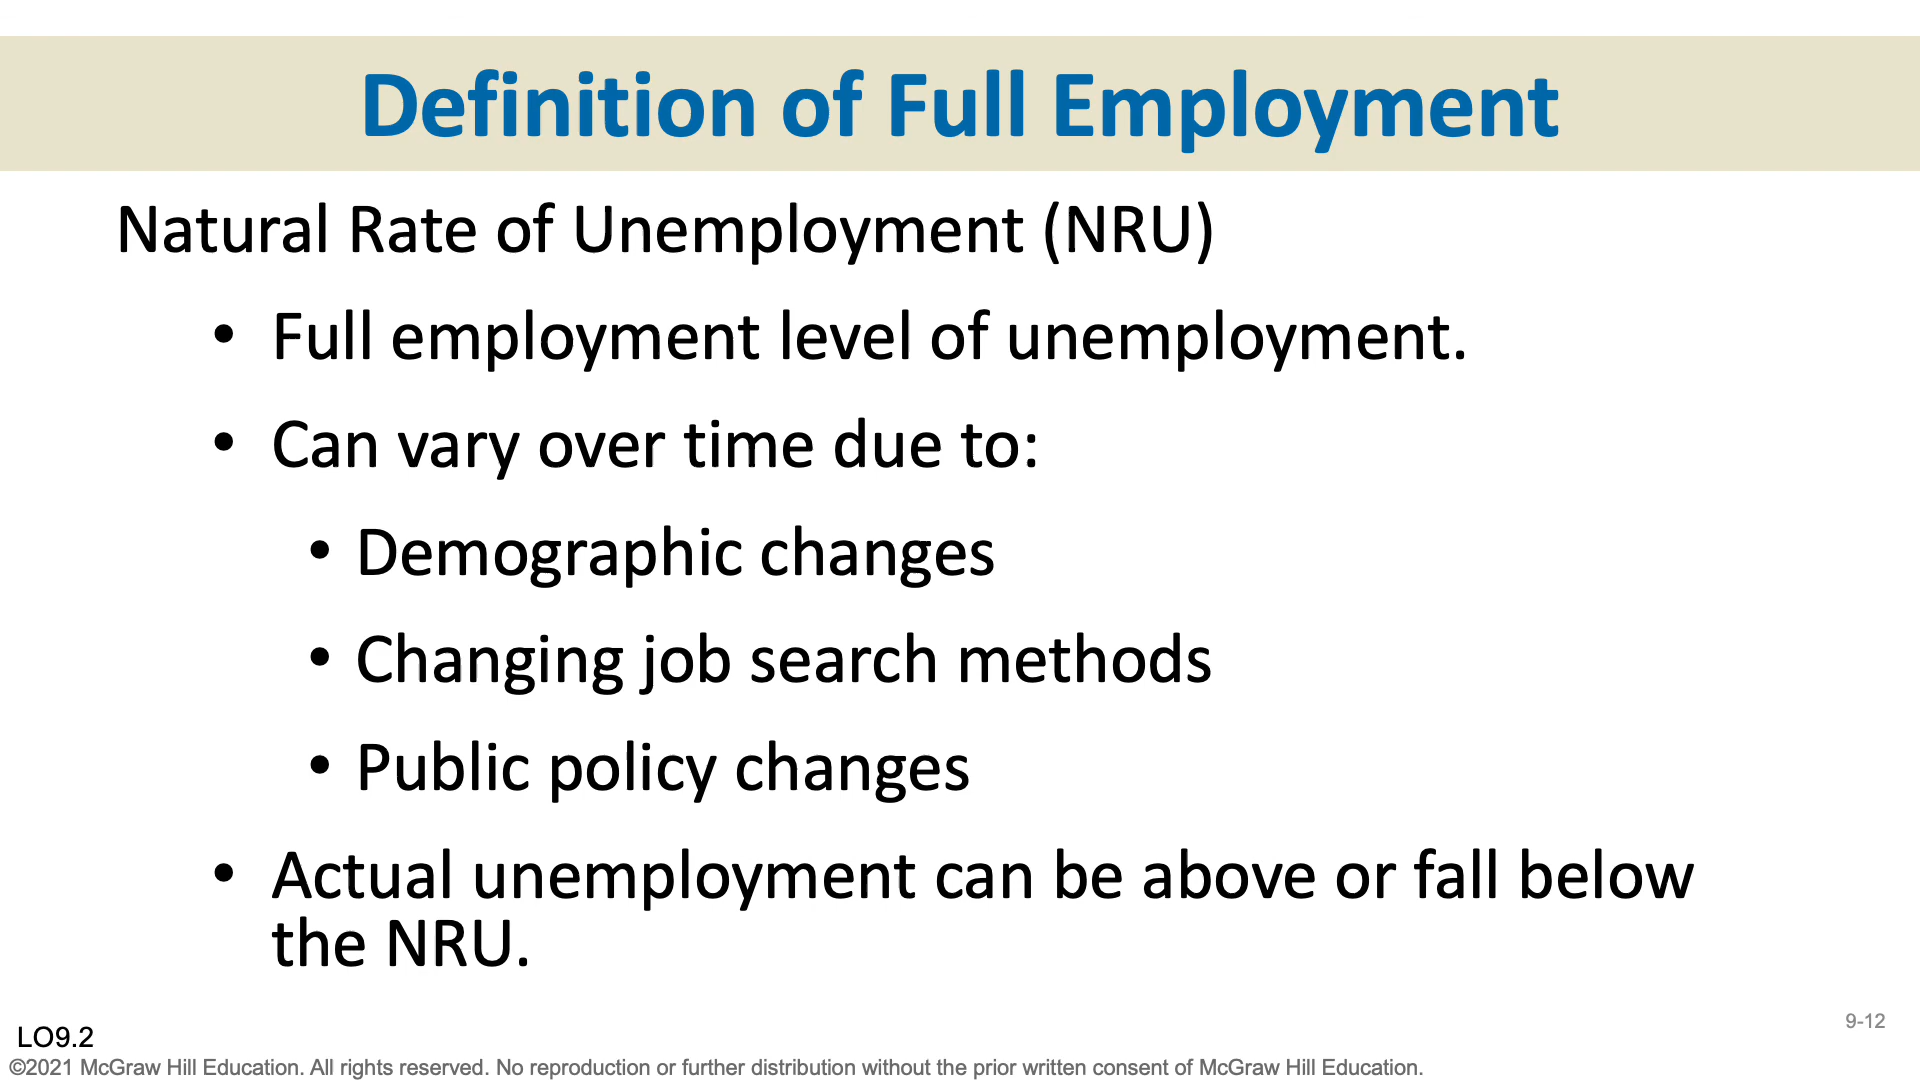 Definition of Full Employment
Natural Rate of Unemployment (NRU)
• Full employment level of unemployment.
• Can vary over time due to:
• Demographic changes
• Changing job search methods
• Public policy changes
• Actual unemployment can be above or fall below
the NRU.
9-12
LO9.2
©2021 McGraw Hill Education. All rights reserved. No reproduction or further distribution without the prior written consent of McGraw Hill Education.